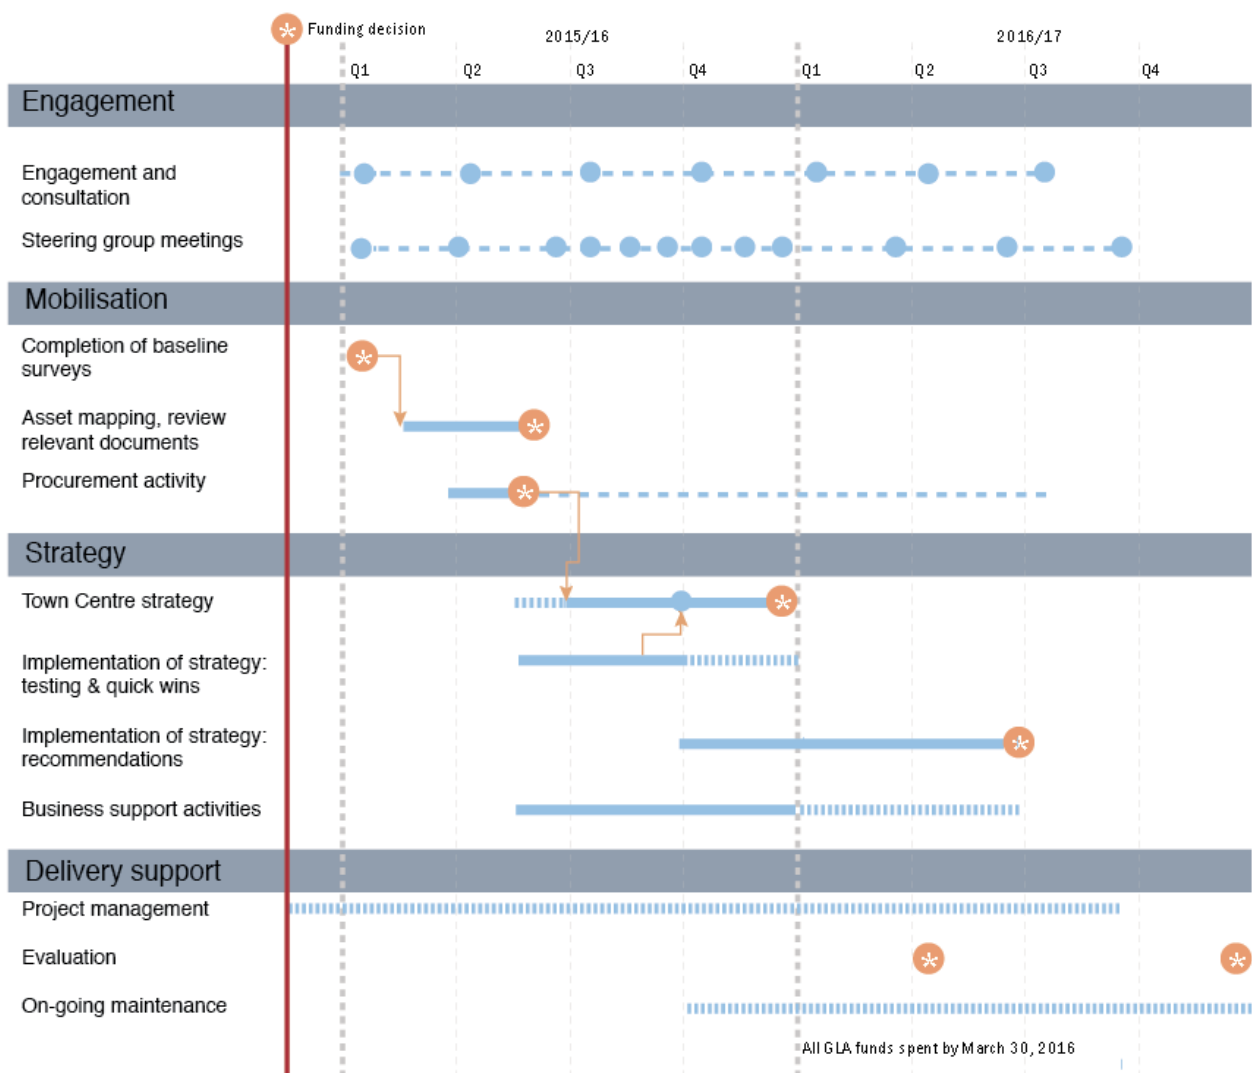 Funding decision
2015/16
2016/17
Q1 Q2 Q3 Q4 Q1 Q2 Q3 Q4
Engagement
Engagement and
consultation
Steering group meetings
Mobilisation
Completion of baseline
surveys
Asset mapping, review
relevant documents
Procurement activity
Strategy
Town Centre strategy
Implementation of strategy:
testing & quick wins
Implementation of strategy:
recommendations
Business support activities
Delivery support
Project management
Evaluation
On-going maintenance
All GLA funds spent by March 30, 2016